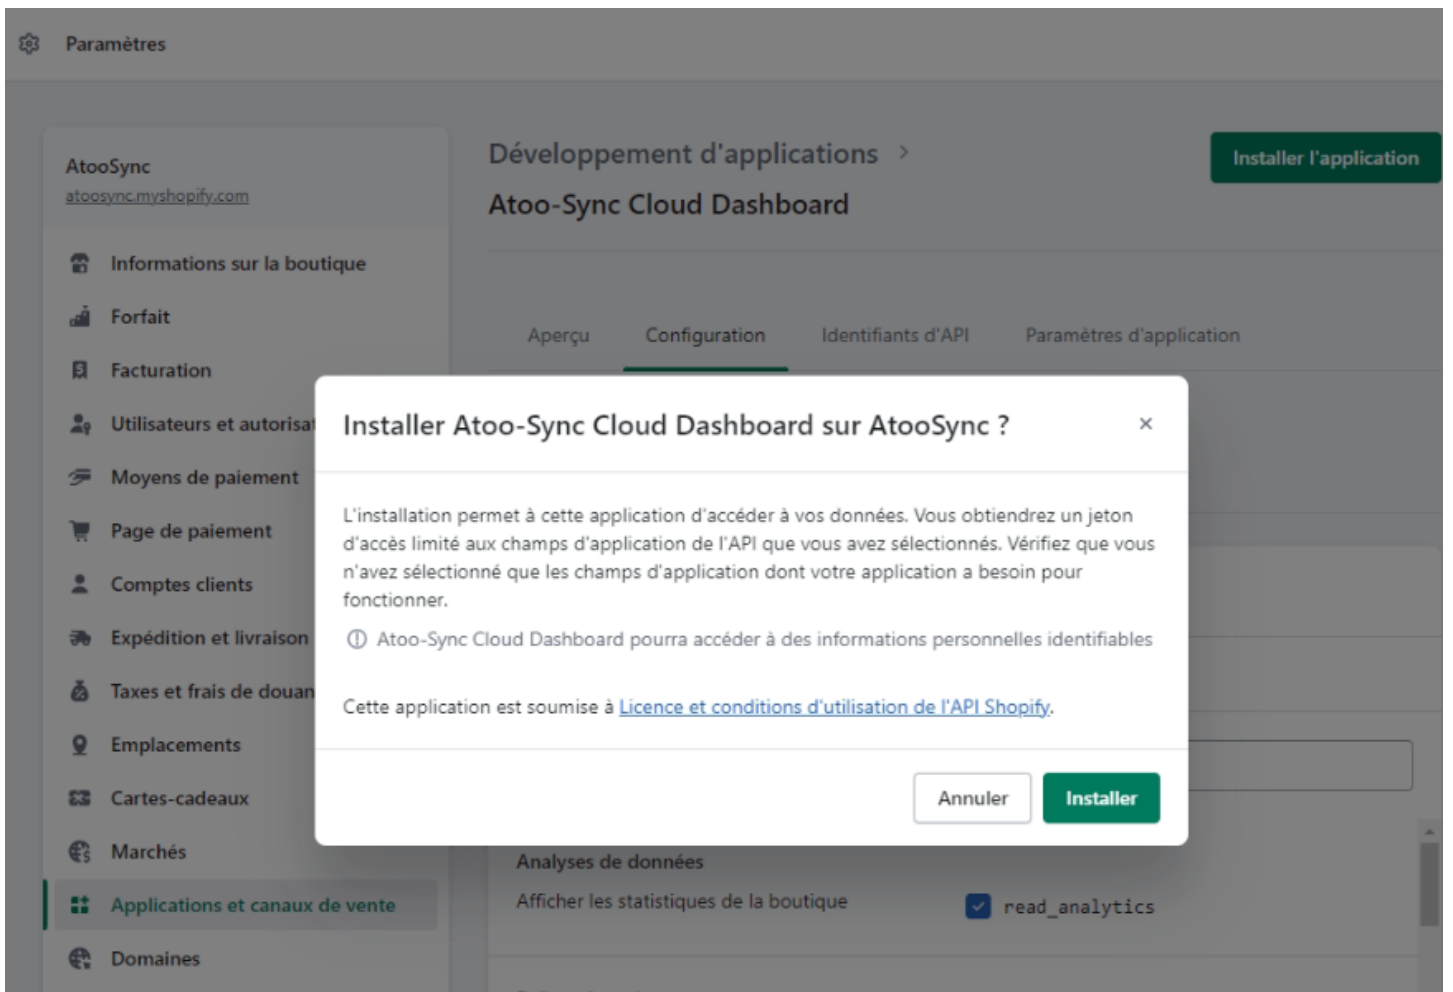 Paramètres
AtooSync
atoosync.myshopify.com
Informations sur la boutique
Forfait
Facturation
Utilisateurs et autorisat
Moyens de paiement
Page de paiement
Comptes clients
Expédition et livraison
Taxes et frais de douan
Emplacements
Cartes-cadeaux
Marchés
Applications et canaux de vente
Domaines
Développement d'applications >
Atoo-Sync Cloud Dashboard
Installer l'application
Aperçu Configuration Identifiants d'API Paramètres d'application
Installer Atoo-Sync Cloud Dashboard sur AtooSync ?
L'installation permet à cette application d'accéder à vos données. Vous obtiendrez un jeton
d'accès limité aux champs d'application de l'API que vous avez sélectionnés. Vérifiez que vous
n'avez sélectionné que les champs d'application dont votre application a besoin pour
fonctionner.
Atoo-Sync Cloud Dashboard pourra accéder à des informations personnelles identifiables
Cette application est soumise à Licence et conditions d'utilisation de l'API Shopify.
Annuler Installer
Analyses de données
Afficher les statistiques de la boutique read_analytics